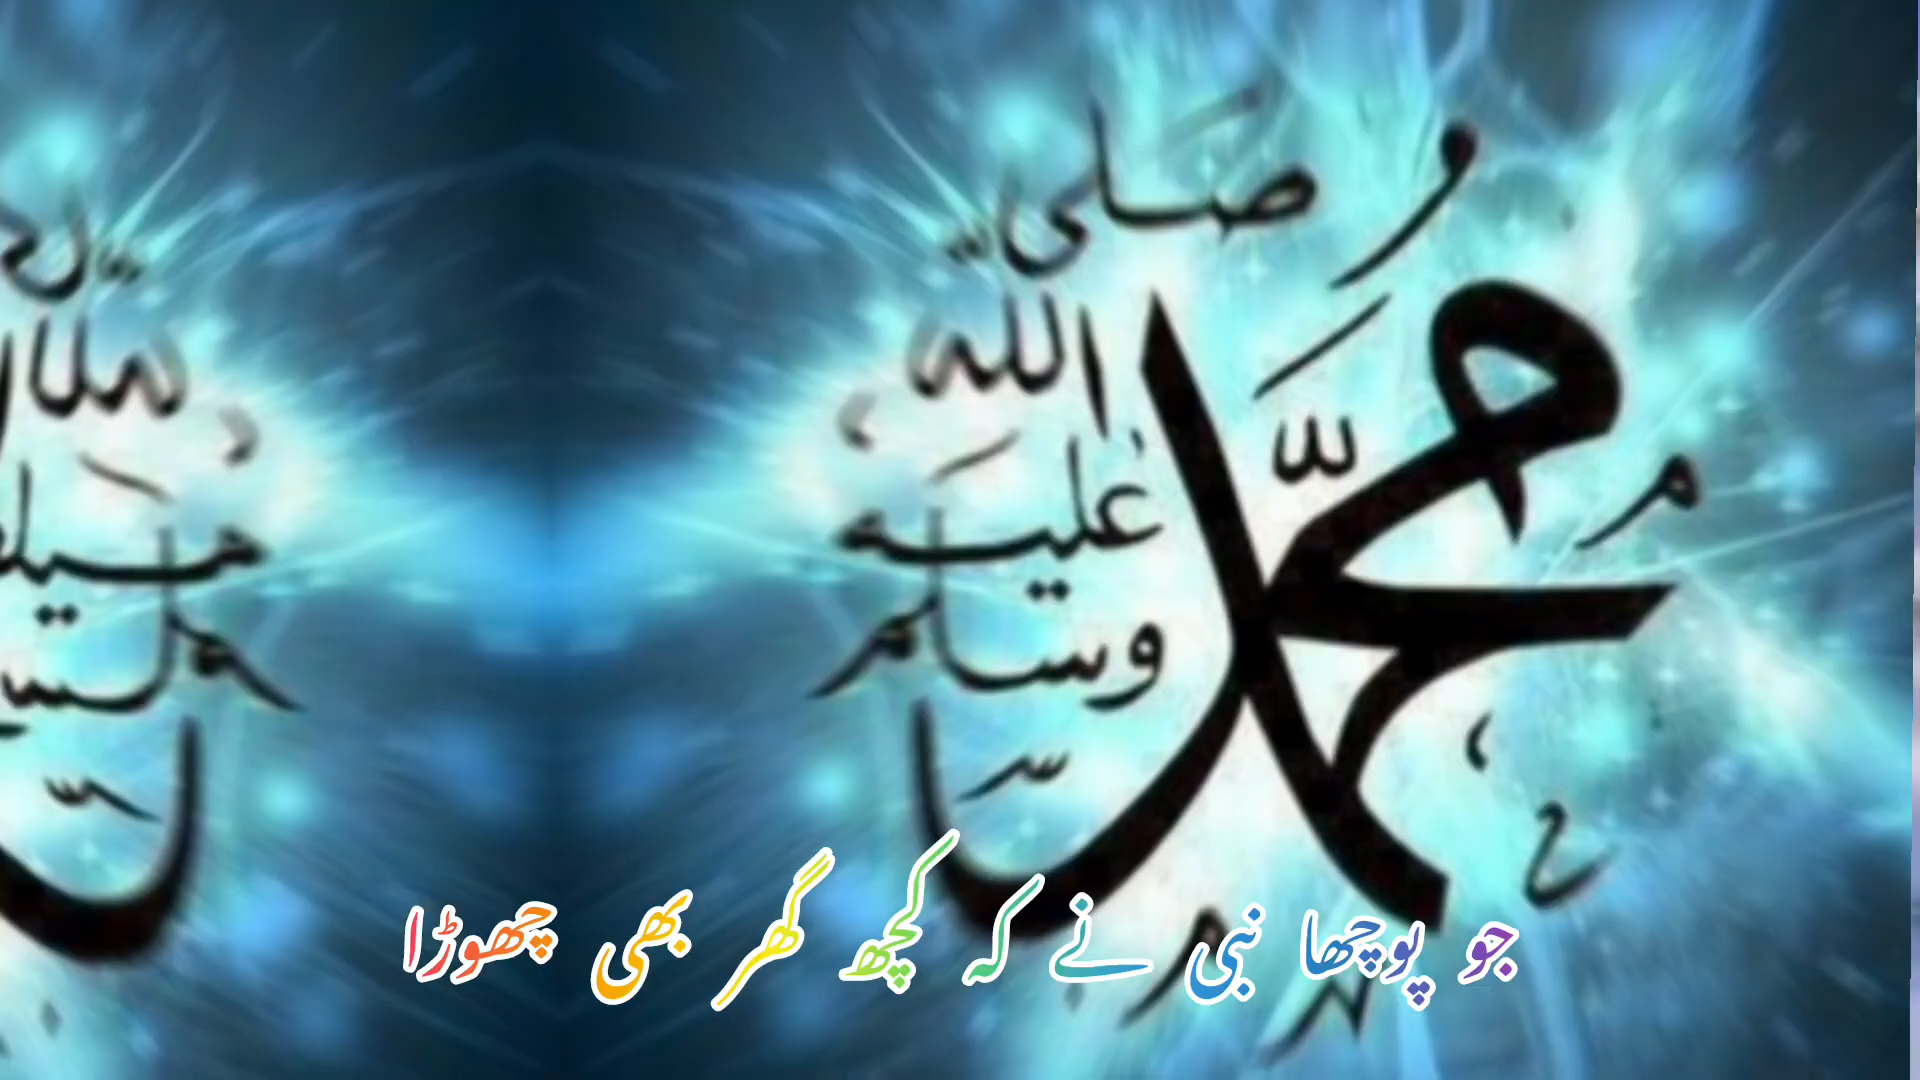 محمد
صلى
الله
عليه
وسلم
جو پوچھا نبی نے کہ کچھ گھر بھی چھوڑا